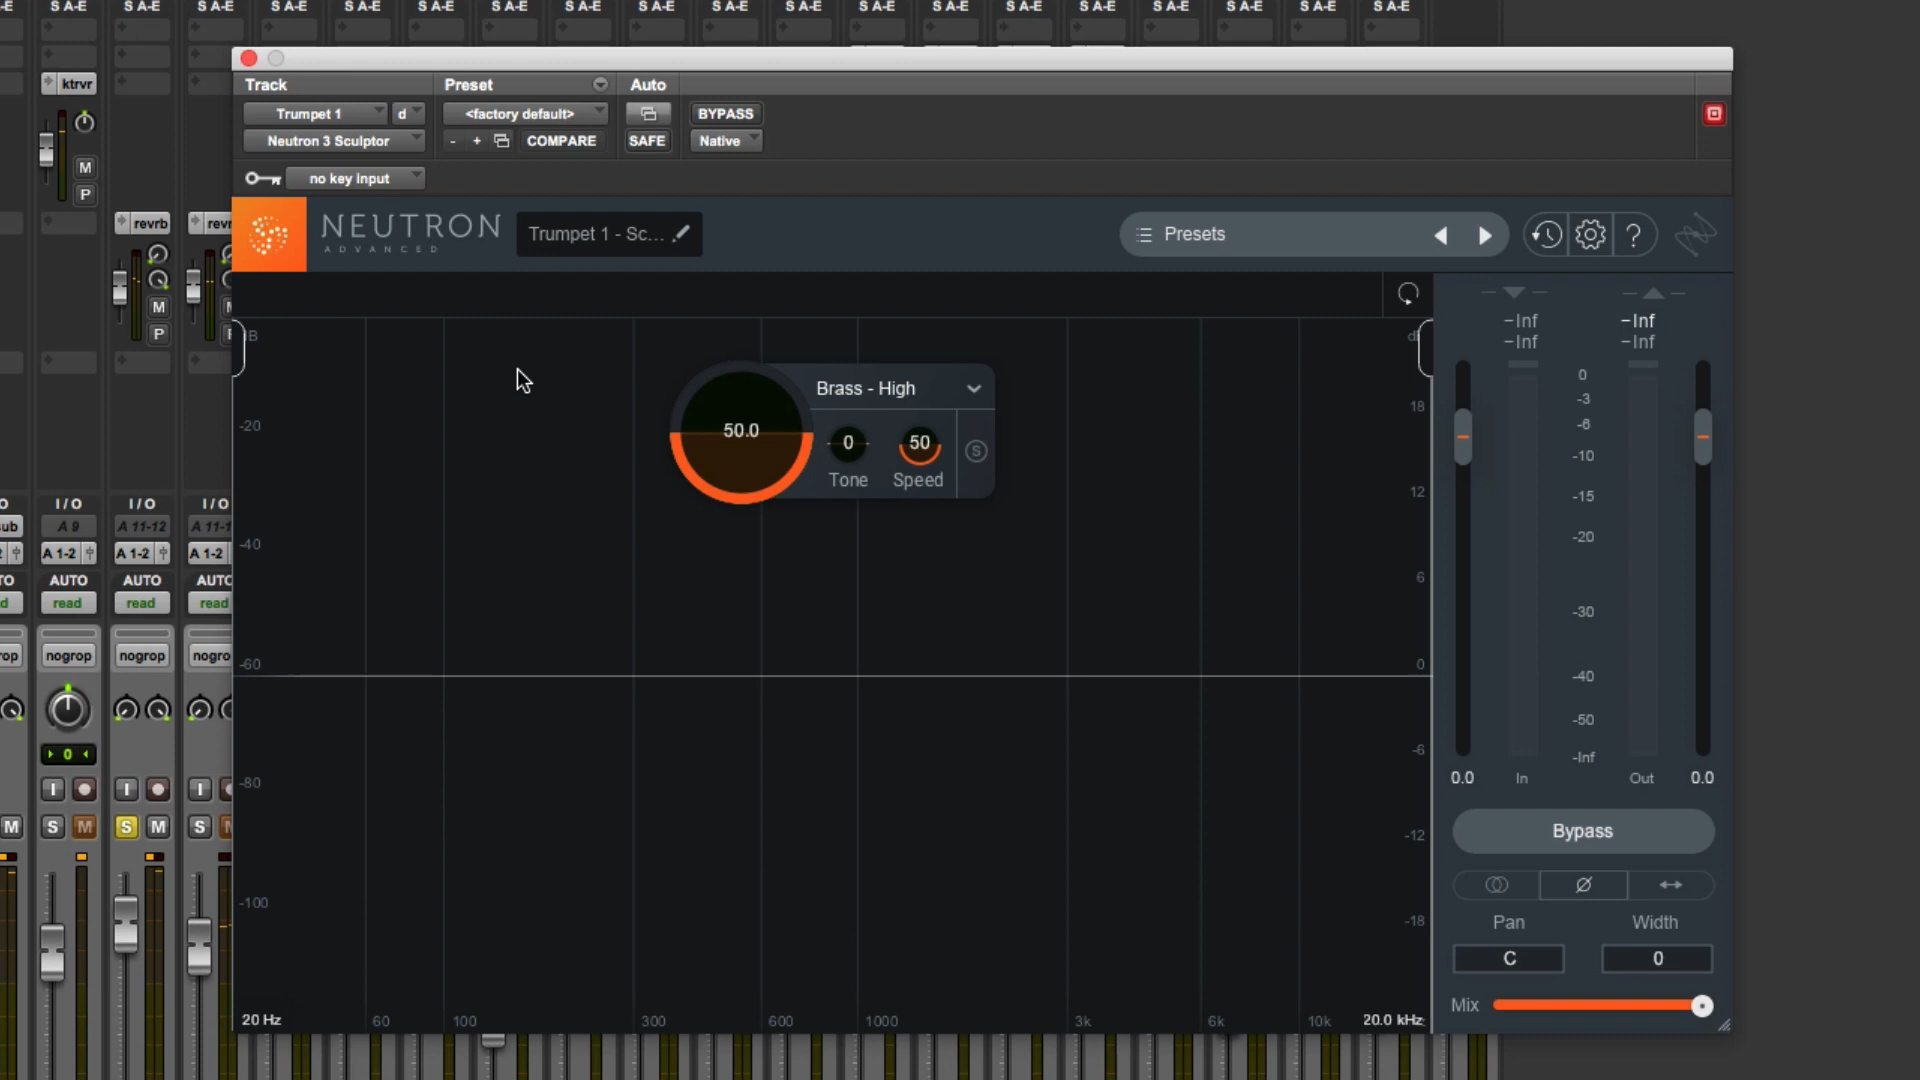 S A-E S A-E S A-E S A-E S A-E S A-E S A-E S A-E S A-E S A-E S A-E S A-E S A-E S A-E S A-E S A-E S A-E S A-E S A-E
ktrvr
M
P
revrb
M
P
Track
Preset
Auto
Trumpet 1
d
<factory default>
BYPASS
Neutron 3 Sculptor
- + COMPARE
SAFE
Native
no key input
NEUTRON
ADVANCED
Trumpet 1 - Sc...
Presets
?
-Inf -Inf
-Inf -Inf
Brass - High
50.0
0
50
S
Tone
Speed
-20
-40
-60
-80
-100
18
12
6
0
-6
-12
-18
20 Hz
60
100
300
600
1000
3k
6k
10k
20.0 kHz
0
-3
-6
-10
-15
-20
-30
-40
-50
-Inf
0.0
In
Out
0.0
Bypass
Pan
Width
C
0
Mix
I/O I/O I/O
A 9 A 11-12
A 1-2 A 1-2 A 1-2
AUTO AUTO AUTO
read read read
nogrop nogrop
0
I I I
S M S M S